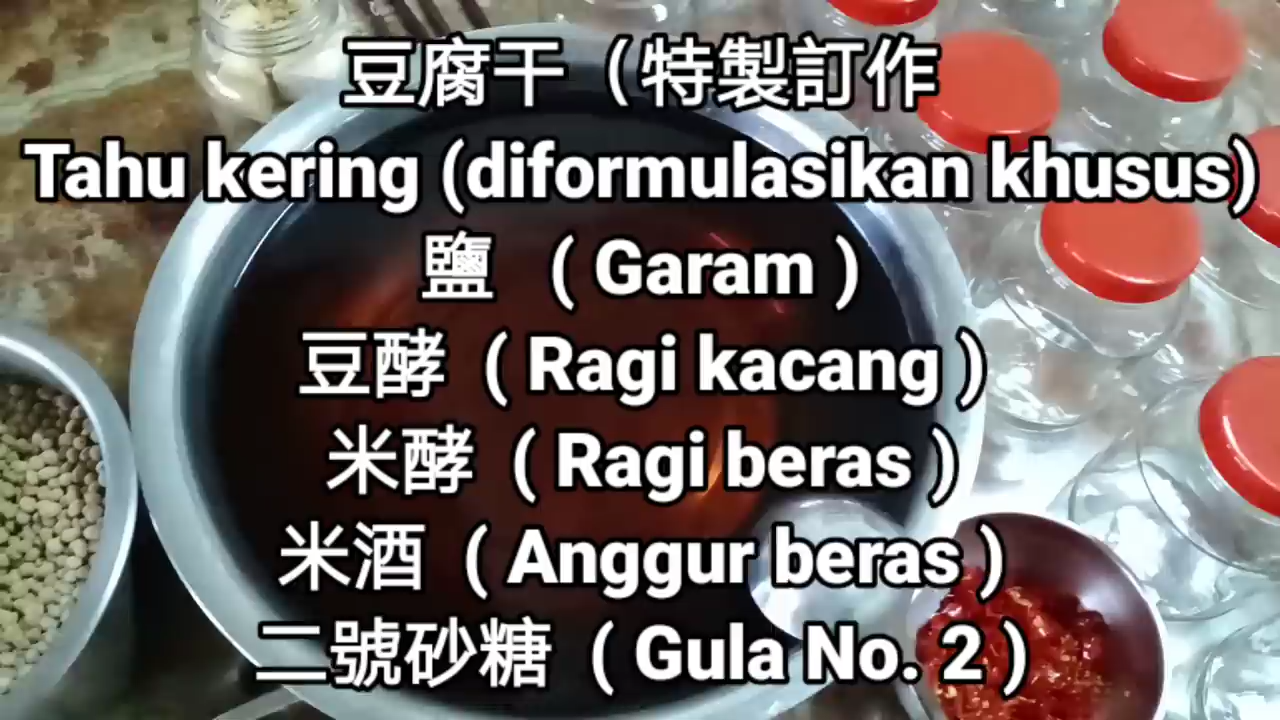 豆腐干（特製訂作
Tahu kering (diformulasikan khusus)
鹽 ( Garam )
豆酵 ( Ragi kacang )
米酵 ( Ragi beras )
米酒 ( Anggur beras )
二號砂糖 ( Gula No. 2 )